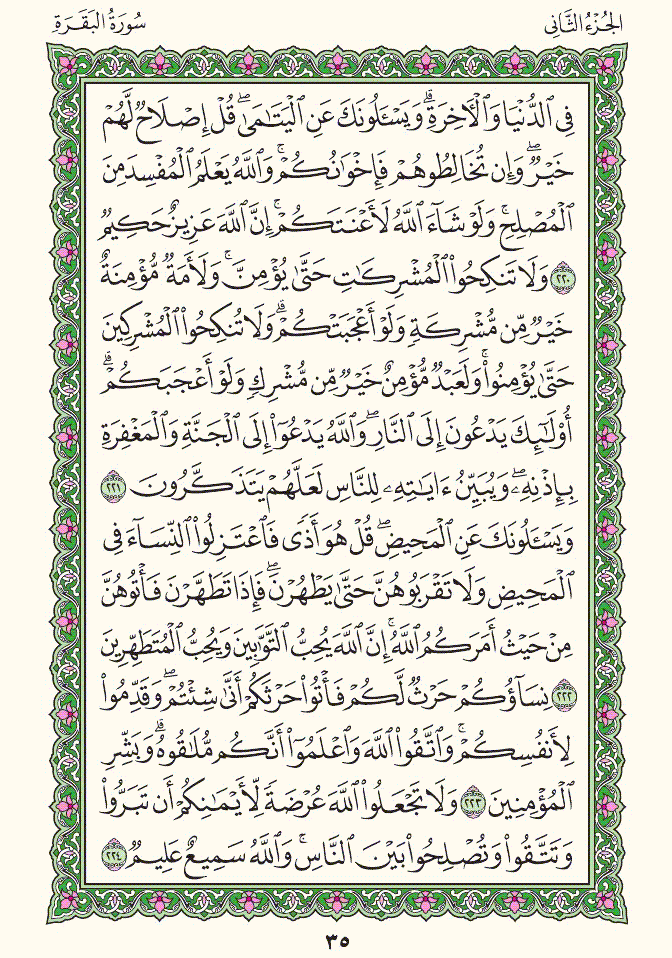 الجُزْءُ الثَّانِي
سُورَةُ البَقَرَةِ
فِي ٱلدُّنْيَا وَٱلْأَخِرَةِۗ وَيَسْـَٔلُونَكَ عَنِ ٱلْيَتَـٰمَىٰۖ قُلْ إِصْلَاحٌ لَّهُمْ
خَيْرٌۖ وَإِن تُخَالِطُوهُمْ فَإِخْوَٰنُكُمْۚ وَٱللَّهُ يَعْلَمُ ٱلْمُفْسِدَ مِنَ
ٱلْمُصْلِحِۚ وَلَوْ شَآءَ ٱللَّهُ لَأَعْنَتَكُمْۚ إِنَّ ٱللَّهَ عَزِيزٌ حَكِيمٌ
٢٢٠ وَلَا تَنكِحُوا۟ ٱلْمُشْرِكَـٰتِ حَتَّىٰ يُؤْمِنَّۚ وَلَأَمَةٌ مُّؤْمِنَةٌ
خَيْرٌ مِّن مُّشْرِكَةٍ وَلَوْ أَعْجَبَتْكُمْۗ وَلَا تُنكِحُوا۟ ٱلْمُشْرِكِينَ
حَتَّىٰ يُؤْمِنُوا۟ۚ وَلَعَبْدٌ مُّؤْمِنٌ خَيْرٌ مِّن مُّشْرِكٍ وَلَوْ أَعْجَبَكُمْۗ
أُو۟لَـٰٓئِكَ يَدْعُونَ إِلَى ٱلنَّارِۖ وَٱللَّهُ يَدْعُوٓا۟ إِلَى ٱلْجَنَّةِ وَٱلْمَغْفِرَةِ
بِإِذْنِهِۦۖ وَيُبَيِّنُ ءَايَـٰتِهِۦ لِلنَّاسِ لَعَلَّهُمْ يَتَذَكَّرُونَ ٢٢١
وَيَسْـَٔلُونَكَ عَنِ ٱلْمَحِيضِۖ قُلْ هُوَ أَذًى فَٱعْتَزِلُوا۟ ٱلنِّسَآءَ فِي
ٱلْمَحِيضِ وَلَا تَقْرَبُوهُنَّ حَتَّىٰ يَطْهُرْنَۖ فَإِذَا تَطَهَّرْنَ فَأْتُوهُنَّ
مِنْ حَيْثُ أَمَرَكُمُ ٱللَّهُۚ إِنَّ ٱللَّهَ يُحِبُّ ٱلتَّوَّٰبِينَ وَيُحِبُّ ٱلْمُتَطَهِّرِينَ
٢٢٢ نِسَآؤُكُمْ حَرْثٌ لَّكُمْ فَأْتُوا۟ حَرْثَكُمْ أَنَّىٰ شِئْتُمْۖ وَقَدِّمُوا۟
لِأَنفُسِكُمْۚ وَٱتَّقُوا۟ ٱللَّهَ وَٱعْلَمُوٓا۟ أَنَّكُم مُّلَـٰقُوهُۗ وَبَشِّرِ
ٱلْمُؤْمِنِينَ ٢٢٣ وَلَا تَجْعَلُوا۟ ٱللَّهَ عُرْضَةً لِّأَيْمَـٰنِكُمْ أَن تَبَرُّوا۟
وَتَتَّقُوا۟ وَتُصْلِحُوا۟ بَيْنَ ٱلنَّاسِۚ وَٱللَّهُ سَمِيعٌ عَلِيمٌ ٢٢٤
٣٥